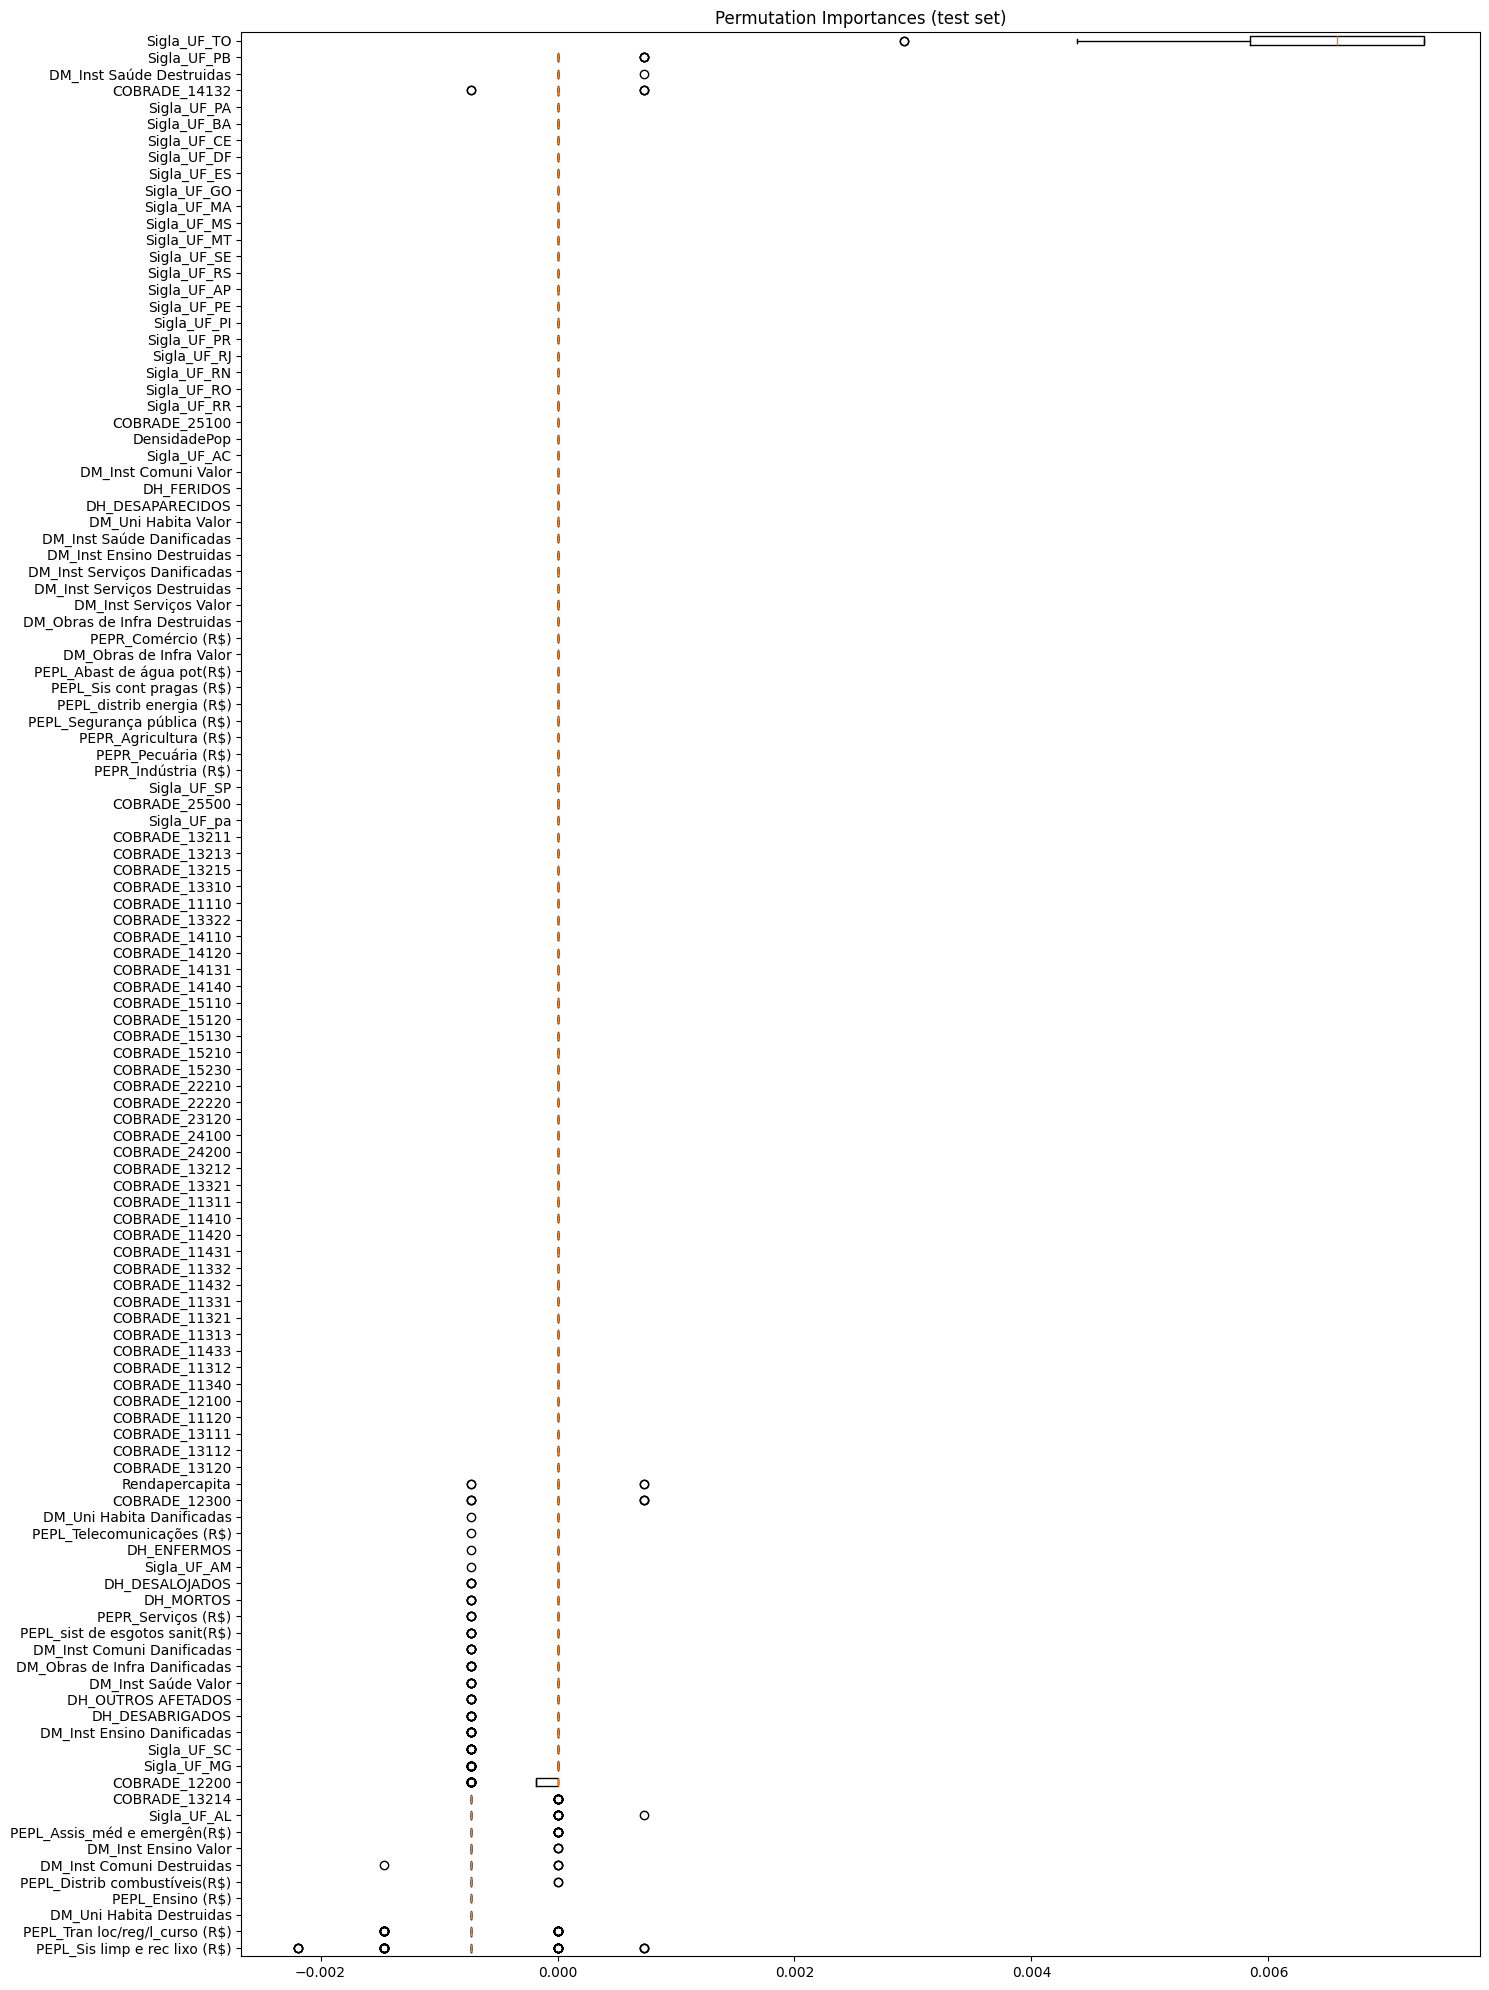 Permutation Importances (test set)
Sigla_UF_TO
Sigla_UF_PB
DM_Inst Saúde Destruidas
COBRADE_14132
Sigla_UF_PA
Sigla_UF_BA
Sigla_UF_CE
Sigla_UF_DF
Sigla_UF_ES
Sigla_UF_GO
Sigla_UF_MA
Sigla_UF_MS
Sigla_UF_MT
Sigla_UF_SE
Sigla_UF_RS
Sigla_UF_AP
Sigla_UF_PE
Sigla_UF_PI
Sigla_UF_PR
Sigla_UF_RJ
Sigla_UF_RN
Sigla_UF_RO
Sigla_UF_RR
COBRADE_25100
DensidadePop
Sigla_UF_AC
DM_Inst Comuni Valor
DH_FERIDOS
DH_DESAPARECIDOS
DM_Uni Habita Valor
DM_Inst Saúde Danificadas
DM_Inst Ensino Destruidas
DM_Inst Serviços Danificadas
DM_Inst Serviços Destruidas
DM_Inst Serviços Valor
DM_Obras de Infra Destruidas
PEPR_Comércio (R$)
DM_Obras de Infra Valor
PEPL_Abast de água pot(R$)
PEPL_Sis cont pragas (R$)
PEPL_distrib energia (R$)
PEPL_Segurança pública (R$)
PEPR_Agricultura (R$)
PEPR_Pecuária (R$)
PEPR_Indústria (R$)
Sigla_UF_SP
COBRADE_25500
Sigla_UF_pa
COBRADE_13211
COBRADE_13213
COBRADE_13215
COBRADE_13310
COBRADE_11110
COBRADE_13322
COBRADE_14110
COBRADE_14120
COBRADE_14131
COBRADE_14140
COBRADE_15110
COBRADE_15120
COBRADE_15130
COBRADE_15210
COBRADE_15230
COBRADE_22210
COBRADE_22220
COBRADE_23120
COBRADE_24100
COBRADE_24200
COBRADE_13212
COBRADE_13321
COBRADE_11311
COBRADE_11410
COBRADE_11420
COBRADE_11431
COBRADE_11332
COBRADE_11432
COBRADE_11331
COBRADE_11321
COBRADE_11313
COBRADE_11433
COBRADE_11312
COBRADE_11340
COBRADE_12100
COBRADE_11120
COBRADE_13111
COBRADE_13112
COBRADE_13120
Rendapercapita
COBRADE_12300
DM_Uni Habita Danificadas
PEPL_Telecomunicações (R$)
DH_ENFERMOS
Sigla_UF_AM
DH_DESALOJADOS
DH_MORTOS
PEPR_Serviços (R$)
PEPL_sist de esgotos sanit(R$)
DM_Inst Comuni Danificadas
DM_Obras de Infra Danificadas
DM_Inst Saúde Valor
DH_OUTROS AFETADOS
DH_DESABRIGADOS
DM_Inst Ensino Danificadas
Sigla_UF_SC
Sigla_UF_MG
COBRADE_12200
COBRADE_13214
Sigla_UF_AL
PEPL_Assis_méd e emergên(R$)
DM_Inst Ensino Valor
DM_Inst Comuni Destruidas
PEPL_Distrib combustíveis(R$)
PEPL_Ensino (R$)
DM_Uni Habita Destruidas
PEPL_Tran loc/reg/l_curso (R$)
PEPL_Sis limp e rec lixo (R$)
−0.002 0.000 0.002 0.004 0.006